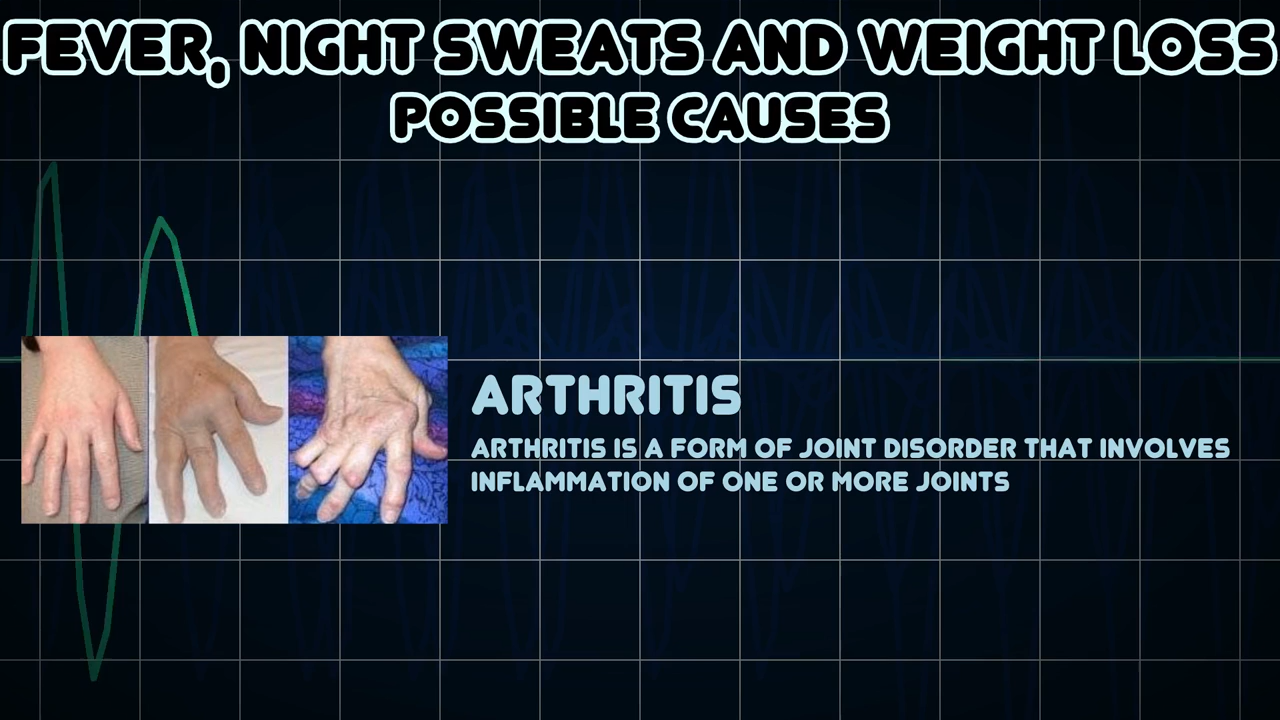 FEVER, NIGHT SWEATS AND WEIGHT LOSS
POSSIBLE CAUSES
ARTHRITIS
ARTHRITIS IS A FORM OF JOINT DISORDER THAT INVOLVES
INFLAMMATION OF ONE OR MORE JOINTS